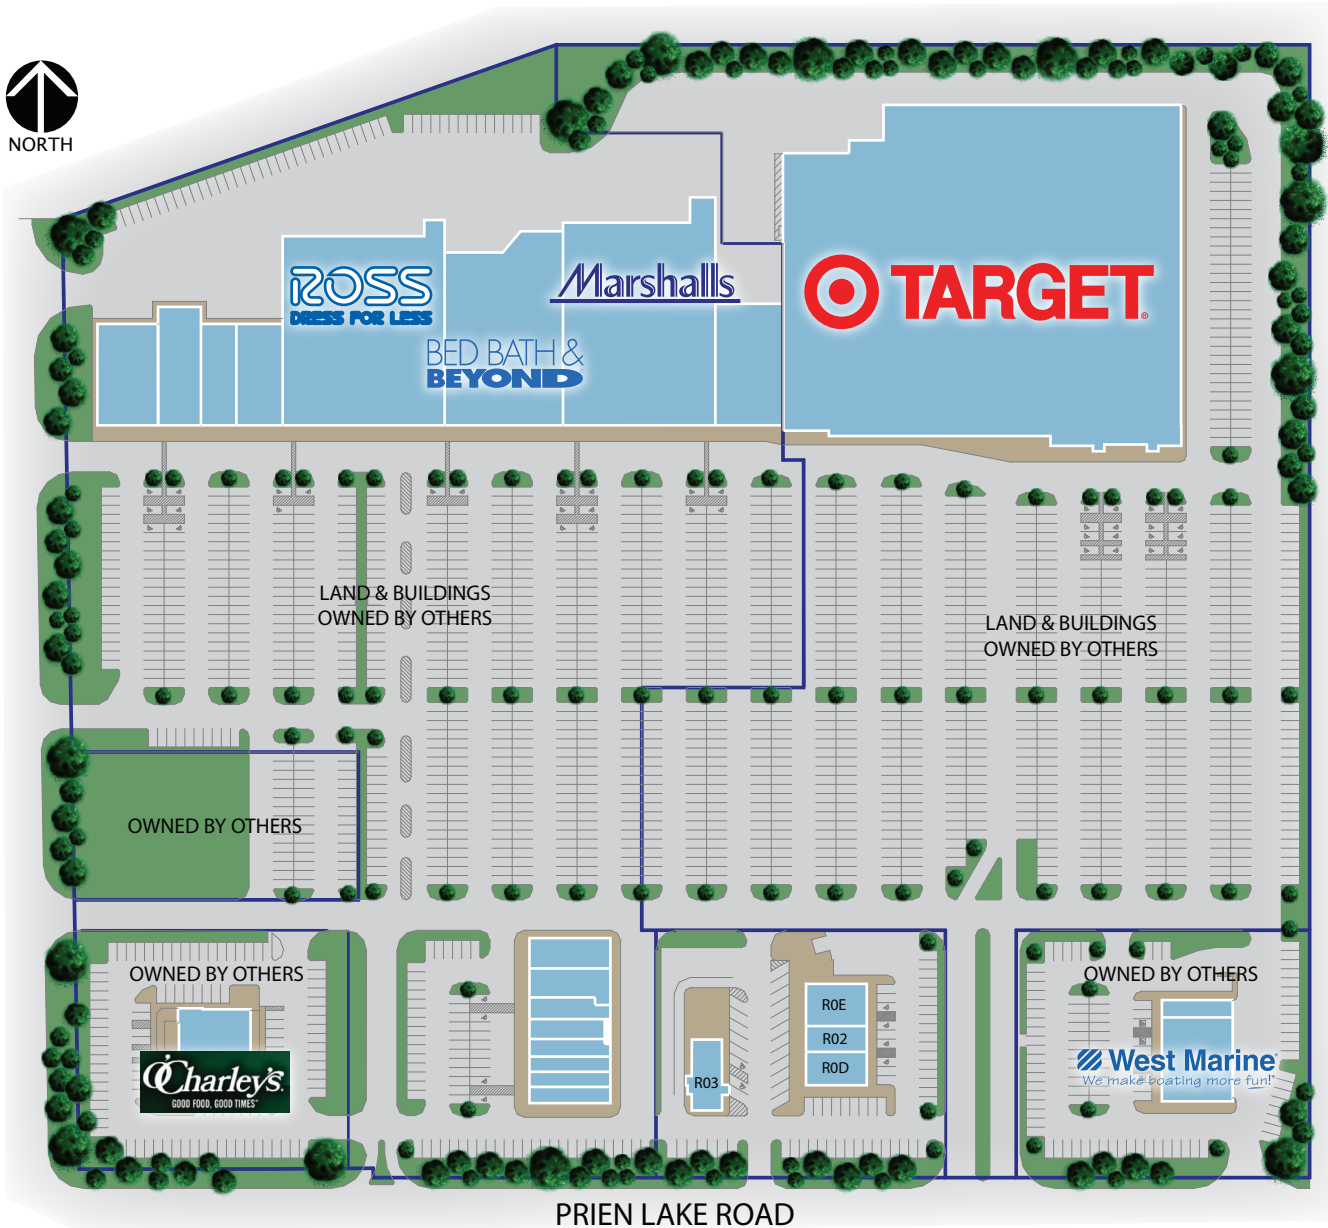 NORTH
ROSS
DRESS FOR LESS
Marshalls
TARGET®
BED BATH &
BEYOND
LAND & BUILDINGS
OWNED BY OTHERS
LAND & BUILDINGS
OWNED BY OTHERS
OWNED BY OTHERS
OWNED BY OTHERS
OWNED BY OTHERS
R0E
R02
R0D
R03
O'Charley's
GOOD FOOD, GOOD TIMES
West Marine
We make boating more fun!
PRIEN LAKE ROAD